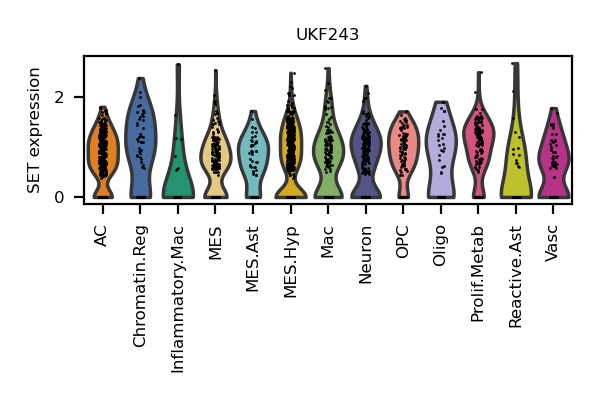 UKF243
SET expression
2
0
AC
Chromatin.Reg
Inflammatory.Mac
MES
MES.Ast
MES.Hyp
Mac
Neuron
OPC
Oligo
Prolif.Metab
Reactive.Ast
Vasc